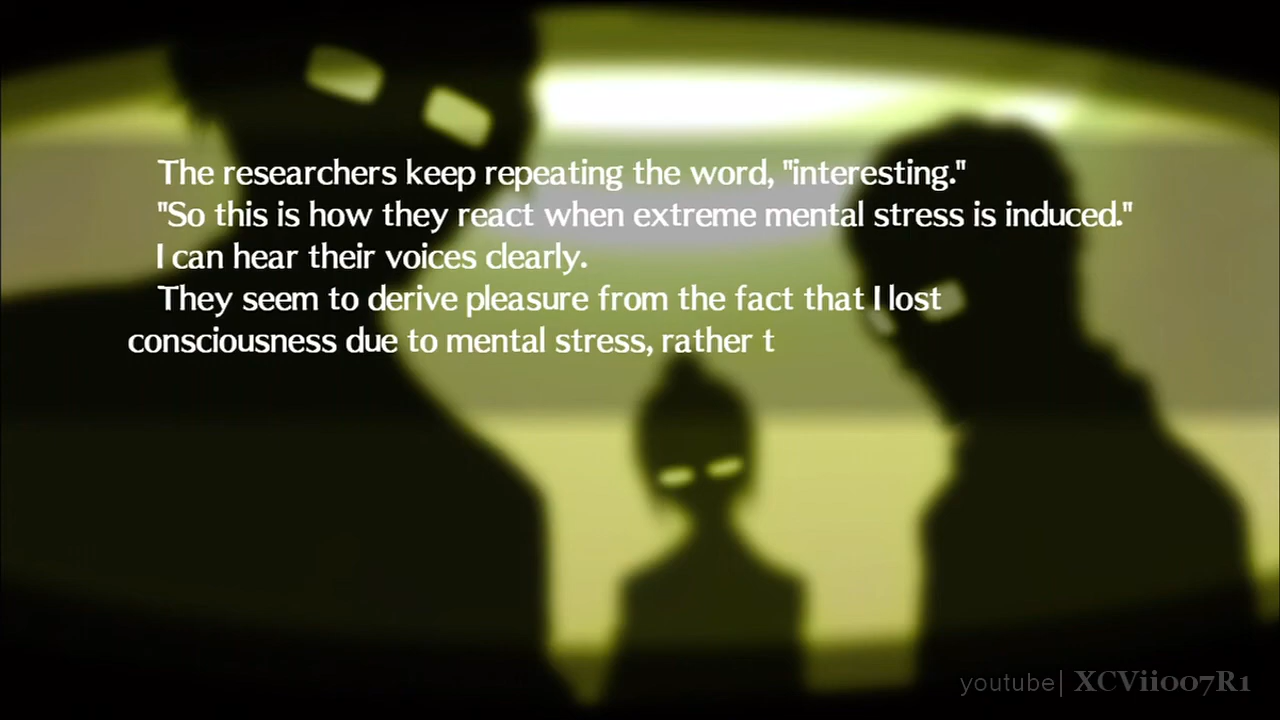 The researchers keep repeating the word, "interesting."
"So this is how they react when extreme mental stress is induced."
I can hear their voices clearly.
They seem to derive pleasure from the fact that I lost
consciousness due to mental stress, rather t
youtube| XCViii007R1